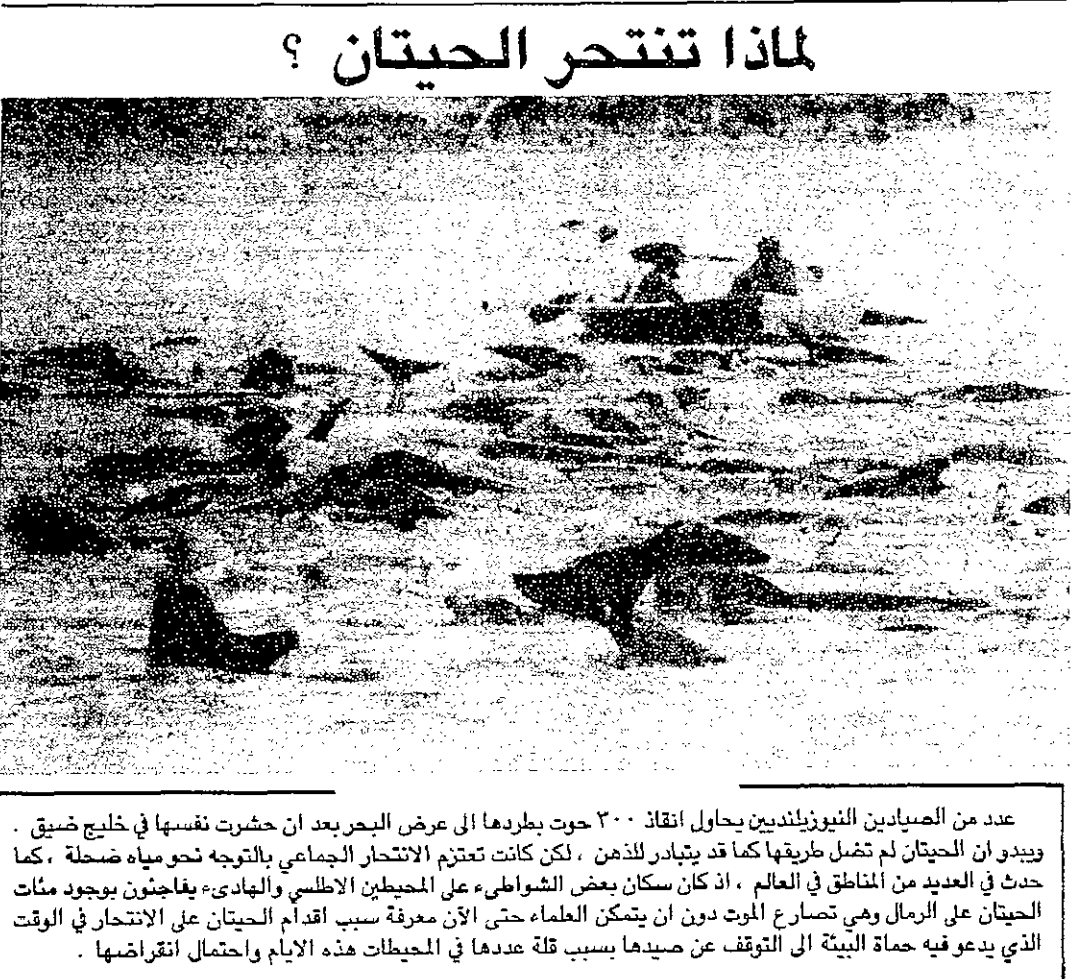 لماذا تنتحر الحيتان ؟
عدد من الصيادين النيوزيلنديين يحاول انقاذ ٣٠٠ حوت بطردها الى عرض البحر بعد ان حشرت نفسها في خليج ضيق .
ويبدو ان الحيتان لم تضل طريقها كما قد يتبادر للذهن ، لكن كانت تعتزم الانتحار الجماعي بالتوجه نحو مياه ضحلة ، كما
حدث في العديد من المناطق في العالم ، اذ كان سكان بعض الشواطىء على المحيطين الاطلسي والهادىء يفاجئون بوجود مئات
الحيتان على الرمال وهي تصارع الموت دون ان يتمكن العلماء حتى الآن معرفة سبب اقدام الحيتان على الانتحار في الوقت
الذي يدعو فيه حماة البيئة الى التوقف عن صيدها بسبب قلة عددها في المحيطات هذه الايام واحتمال انقراضها .